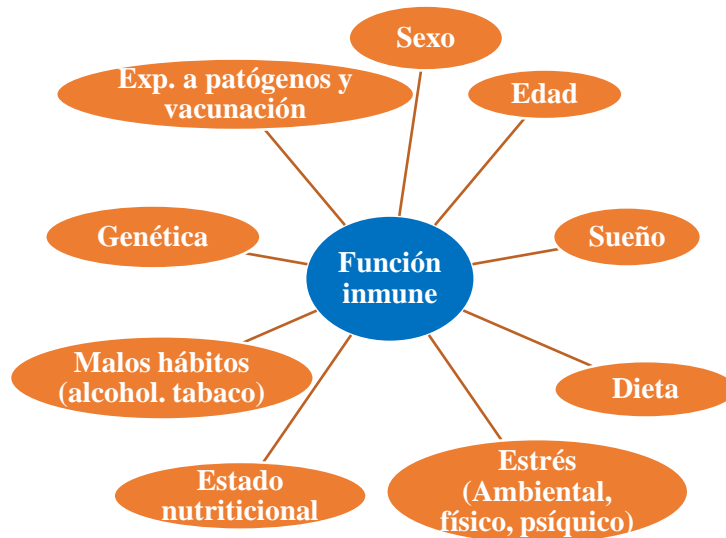 Sexo
Exp. a patógenos y
vacunación
Edad
Genética
Sueño
Función
inmune
Malos hábitos
(alcohol. tabaco)
Dieta
Estado
nutriticional
Estrés
(Ambiental,
físico, psíquico)